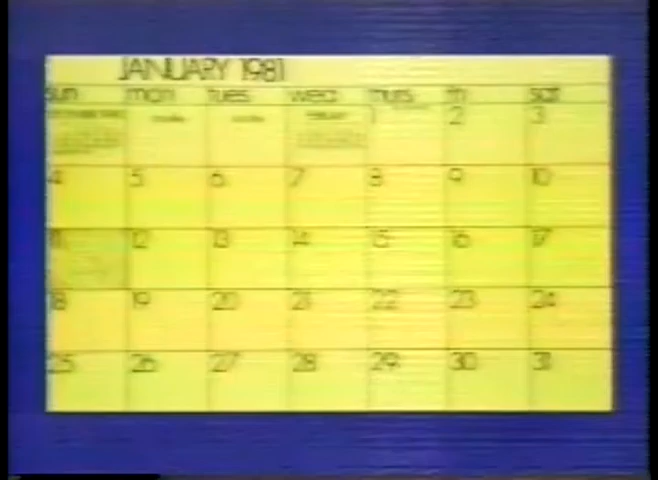 JANUARY 1981
sun mon tues wed thurs fri sat
1 2 3
4 5 6 7 8 9 10
11 12 13 14 15 16 17
18 19 20 21 22 23 24
25 26 27 28 29 30 31